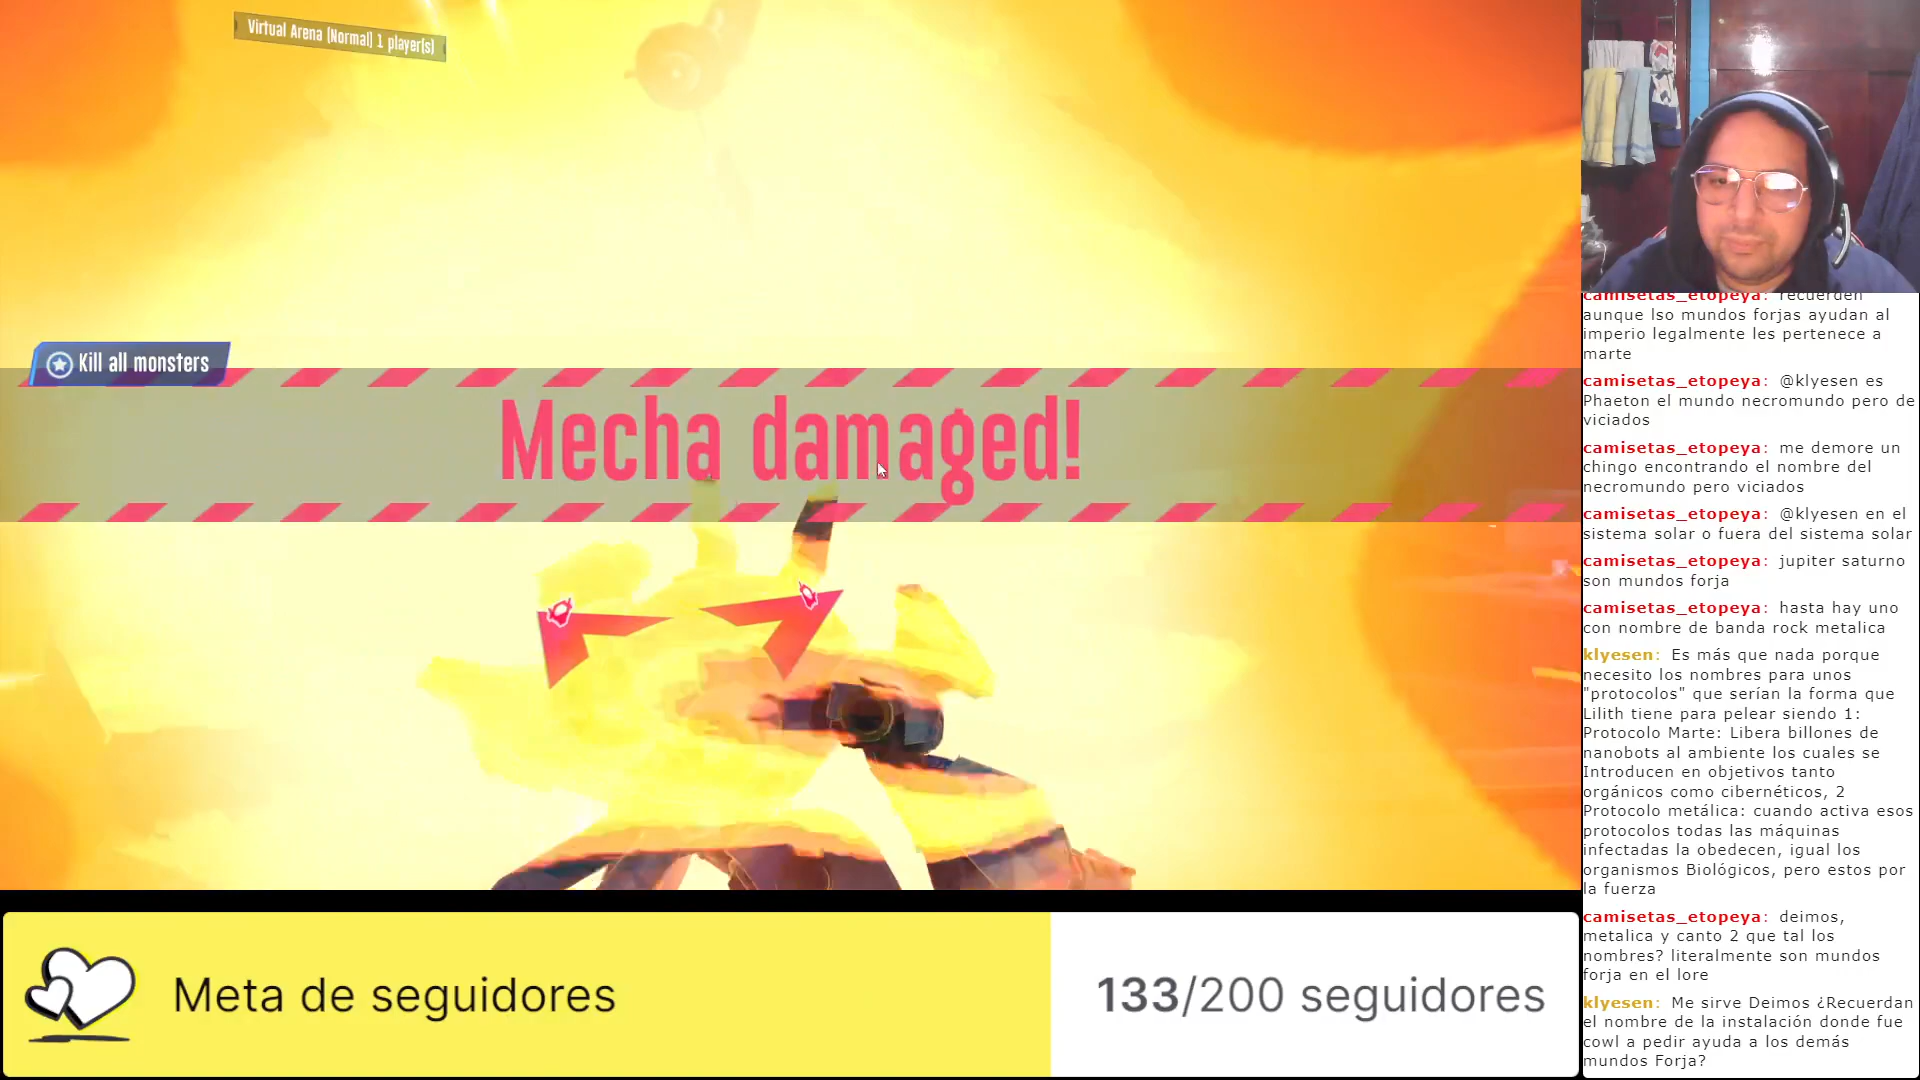 Virtual Arena (Normal) 1 player(s)
Kill all monsters
Mecha damaged!
Meta de seguidores
133/200 seguidores
camisetas_etopeya: recuerden
aunque lso mundos forjas ayudan al
imperio legalmente les pertenece a
marte
camisetas_etopeya: @klyesen es
Phaeton el mundo necromundo pero de
viciados
camisetas_etopeya: me demore un
chingo encontrando el nombre del
necromundo pero viciados
camisetas_etopeya: @klyesen en el
sistema solar o fuera del sistema solar
camisetas_etopeya: jupiter saturno
son mundos forja
camisetas_etopeya: hasta hay uno
con nombre de banda rock metalica
klyesen: Es más que nada porque
necesito los nombres para unos
"protocolos" que serían la forma que
Lilith tiene para pelear siendo 1:
Protocolo Marte: Libera billones de
nanobots al ambiente los cuales se
Introducen en objetivos tanto
orgánicos como cibernéticos, 2
Protocolo metálica: cuando activa esos
protocolos todas las máquinas
infectadas la obedecen, igual los
organismos Biológicos, pero estos por
la fuerza
camisetas_etopeya: deimos,
metalica y canto 2 que tal los
nombres? literalmente son mundos
forja en el lore
klyesen: Me sirve Deimos ¿Recuerdan
el nombre de la instalación donde fue
cowl a pedir ayuda a los demás
mundos Forja?